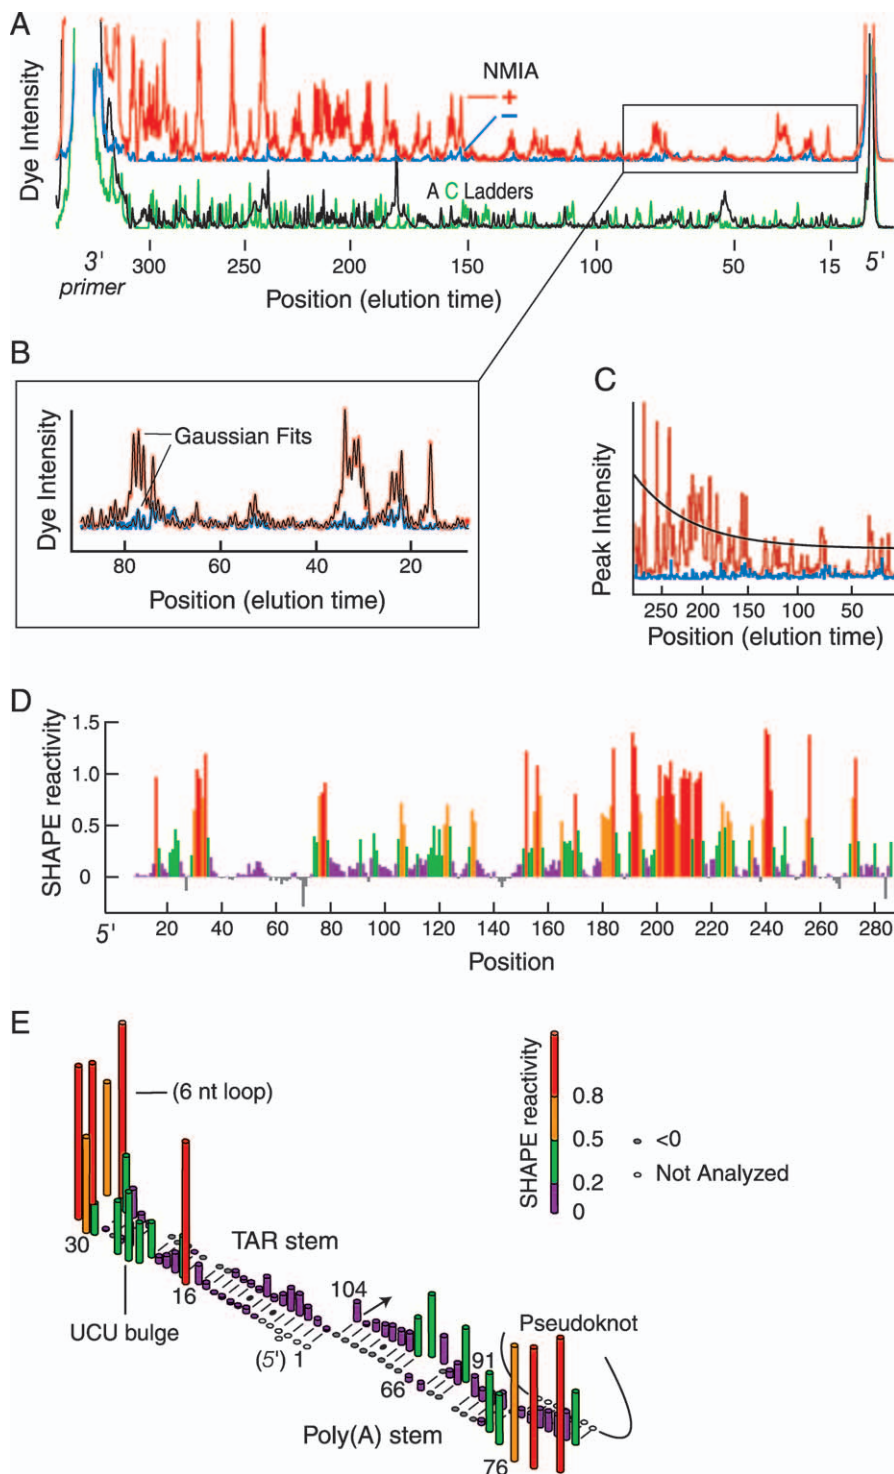 A
Dye Intensity
NMIA
+
−
A C Ladders
3'
primer
300
250
200
150
100
50
15
5'
Position (elution time)
B
Dye Intensity
Gaussian Fits
80
60
40
20
Position (elution time)
C
Peak Intensity
250
200
150
100
50
Position (elution time)
D
SHAPE reactivity
1.5
1.0
0.5
0
5'
20
40
60
80
100
120
140
160
180
200
220
240
260
280
Position
E
(6 nt loop)
30
UCU bulge
16
TAR stem
(5') 1
104
66
Poly(A) stem
91
76
Pseudoknot
SHAPE reactivity
0.8
0.5
0.2
0
<0
Not Analyzed